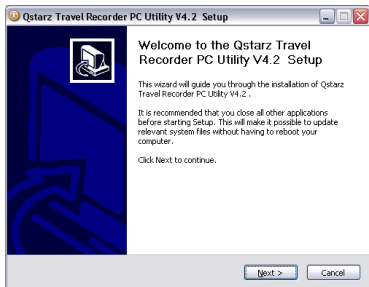 Qstarz Travel Recorder PC Utility V4.2 Setup
Welcome to the Qstarz Travel
Recorder PC Utility V4.2 Setup
This wizard will guide you through the installation of Qstarz
Travel Recorder PC Utility V4.2 .
It is recommended that you close all other applications
before starting Setup. This will make it possible to update
relevant system files without having to reboot your
computer.
Click Next to continue.
Next >
Cancel